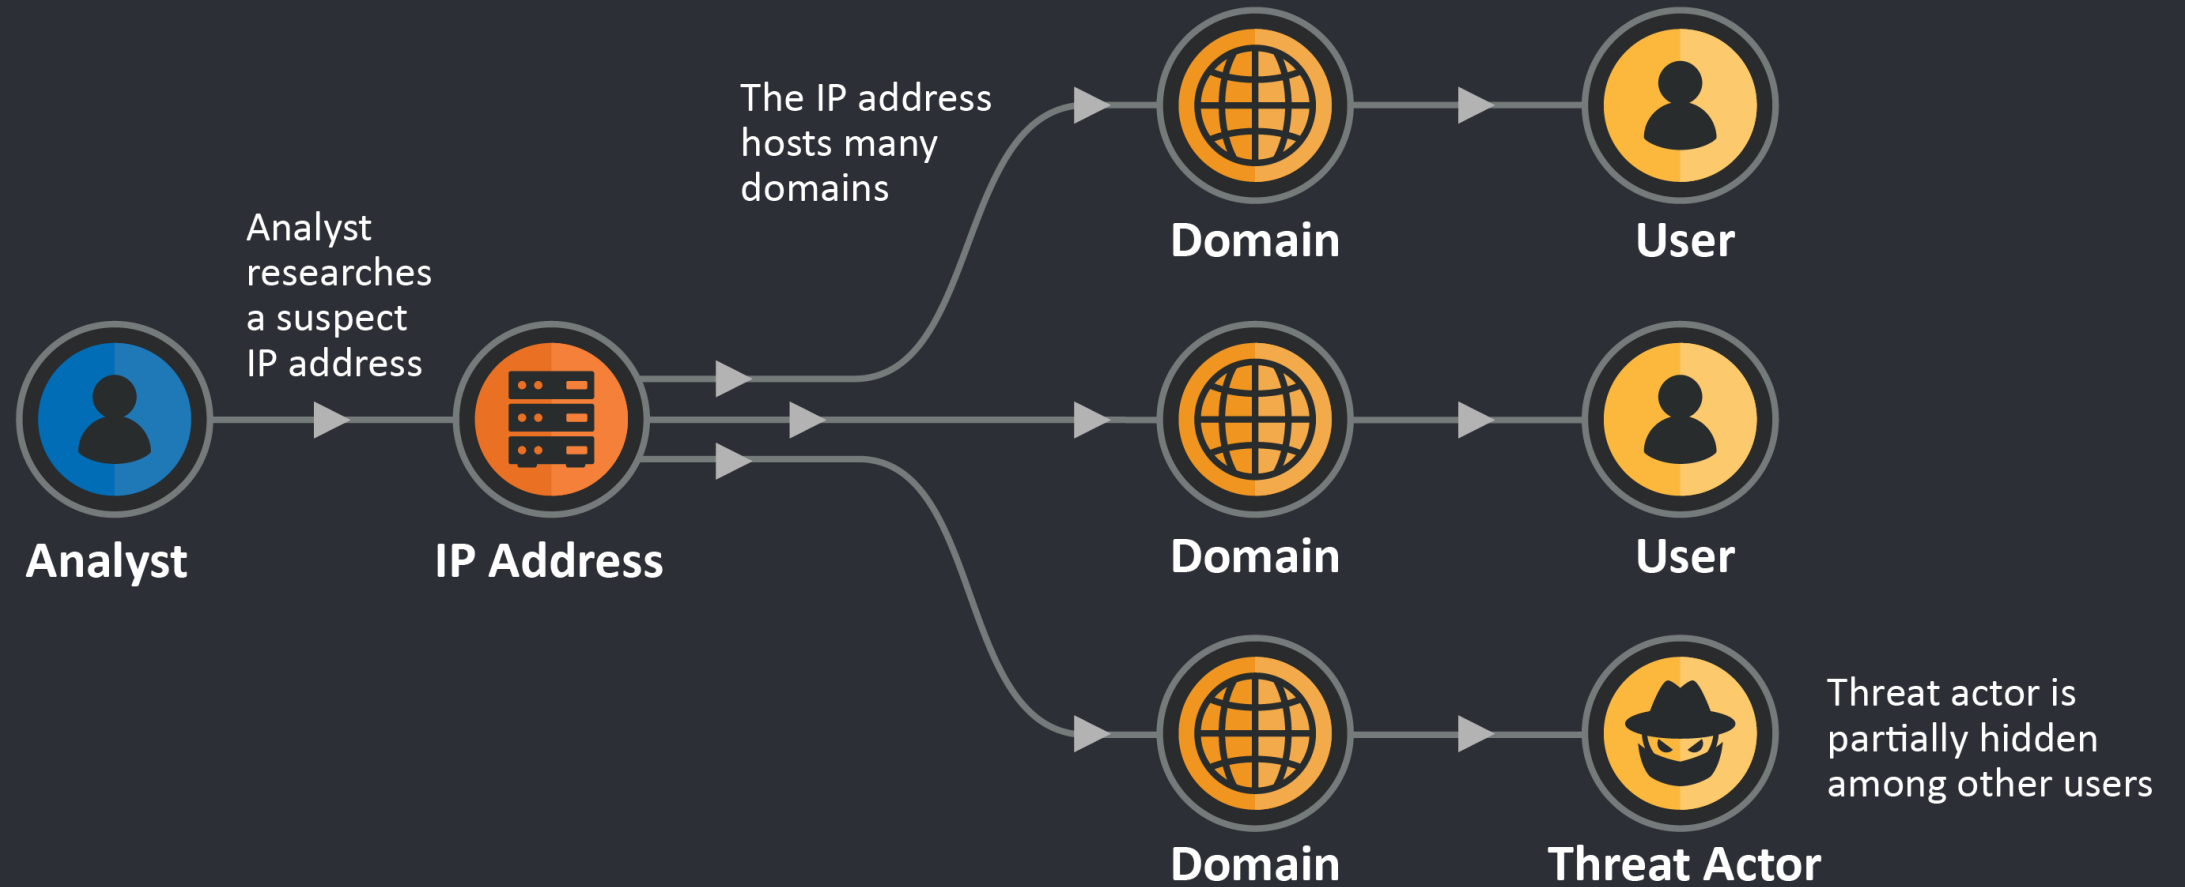 The IP address
hosts many
domains
Analyst
researches
a suspect
IP address
Domain
User
Analyst
IP Address
Domain
User
Threat actor is
partially hidden
among other users
Domain
Threat Actor